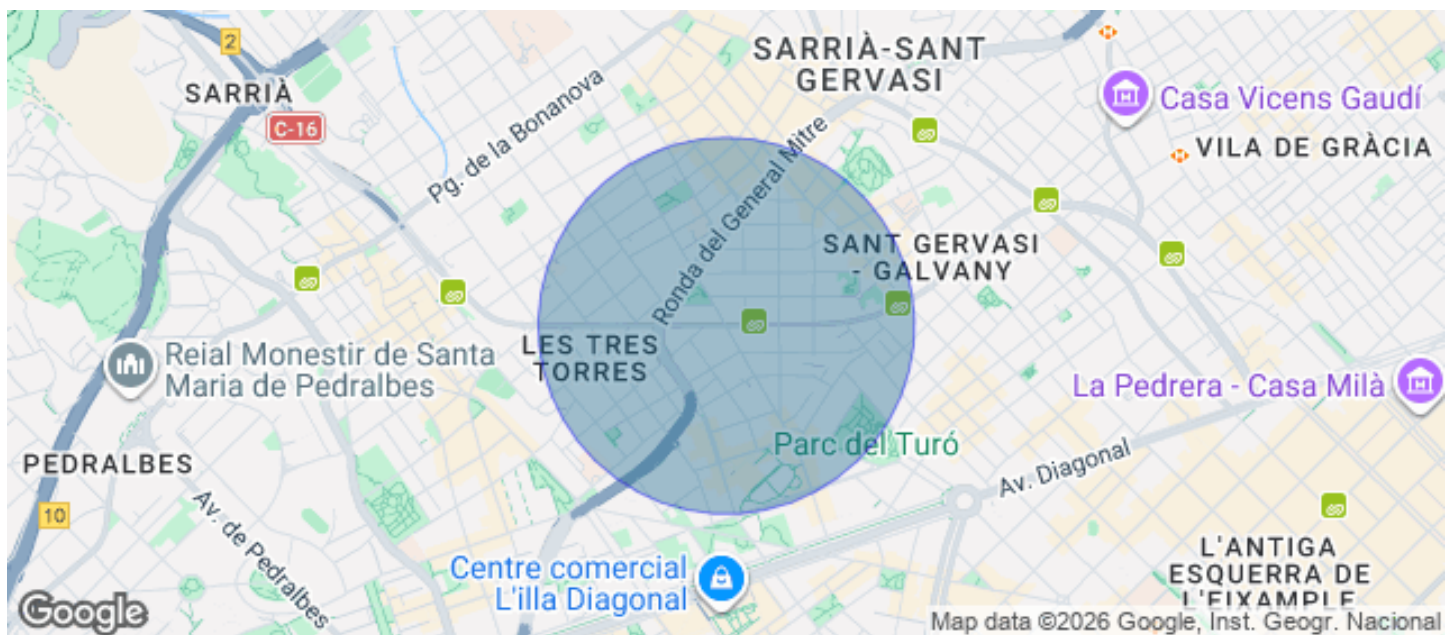 2
SARRIÀ
C-16
Pg. de la Bonanova
SARRIÀ-SANT
GERVASI
Casa Vicens Gaudí
VILA DE GRÀCIA
Ronda del General Mitre
SANT GERVASI
- GALVANY
LES TRES
TORRES
Reial Monestir de Santa
Maria de Pedralbes
La Pedrera - Casa Milà
Parc del Turó
Av. Diagonal
PEDRALBES
10
Av. de Pedralbes
Centre comercial
L'illa Diagonal
L'ANTIGA
ESQUERRA DE
L'EIXAMPLE
Google
Map data ©2026 Google, Inst. Geogr. Nacional